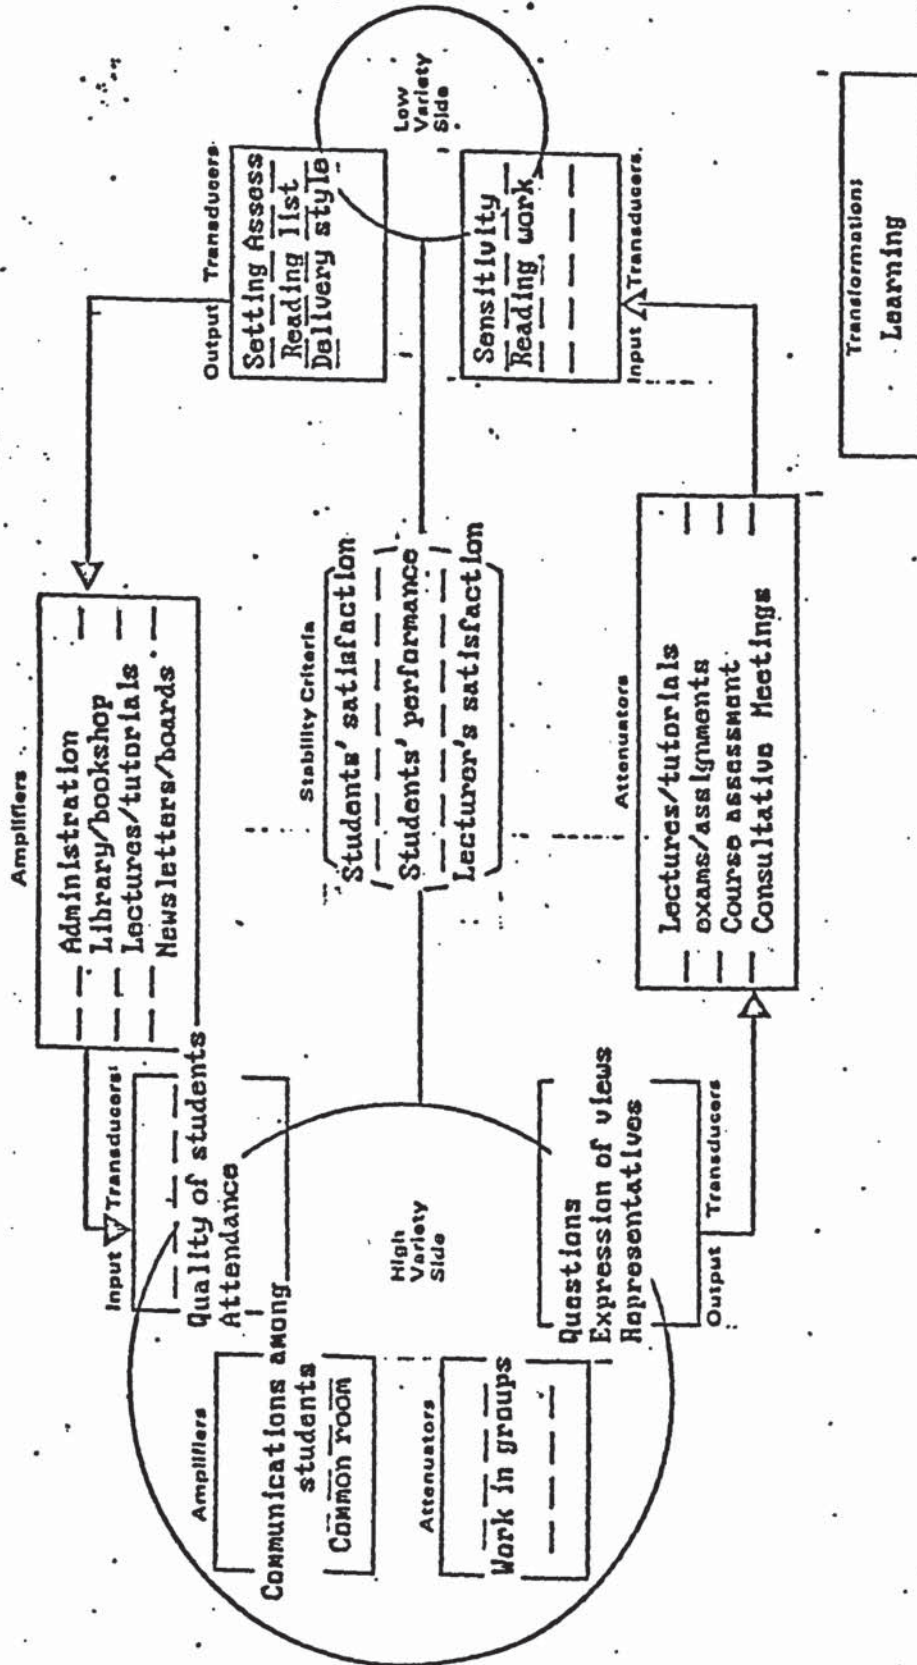 Amplifiers
Administration
Library/bookshop
Lectures/tutorials
Newsletters/boards
Input Transducers:
Quality of students
Attendance
Output Transducers:
Setting Assess
Reading list
Delivery style
Amplifiers
Communications among
students
Common room
High
Variety
Side
Stability Criteria
Students' satisfaction
Students' performance
Lecturer's satisfaction
Low
Variety
Side
Attenuators
Work in groups
Questions
Expression of views
Representatives
Output Transducers
Attenuators
Lectures/tutorials
exams/assignments
Course assessment
Consultative Meetings
Sensitivity
Reading work
Input Transducers.
Transformation:
Learning